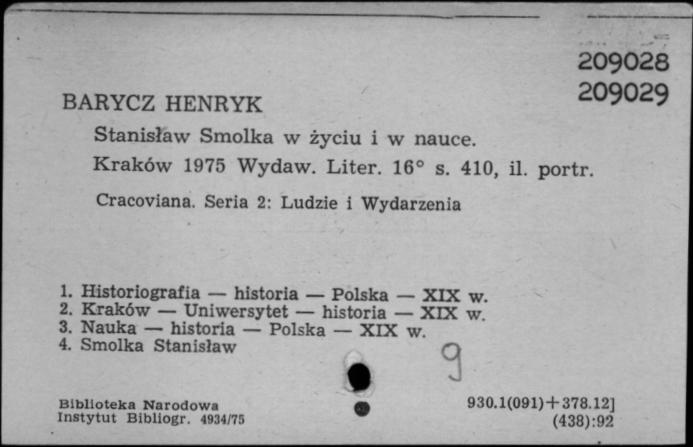 209028
209029
BARYCZ HENRYK
Stanisław Smolka w życiu i w nauce.
Kraków 1975 Wydaw. Liter. 16° s. 410, il. portr.
Cracoviana. Seria 2: Ludzie i Wydarzenia
1. Historiografia — historia — Polska — XIX w.
2. Kraków — Uniwersytet — historia — XIX w.
3. Nauka — historia — Polska — XIX w.
4. Smolka Stanisław
9
Biblioteka Narodowa
Instytut Bibliogr. 4934/75
930.1(091)+378.12]
(438):92